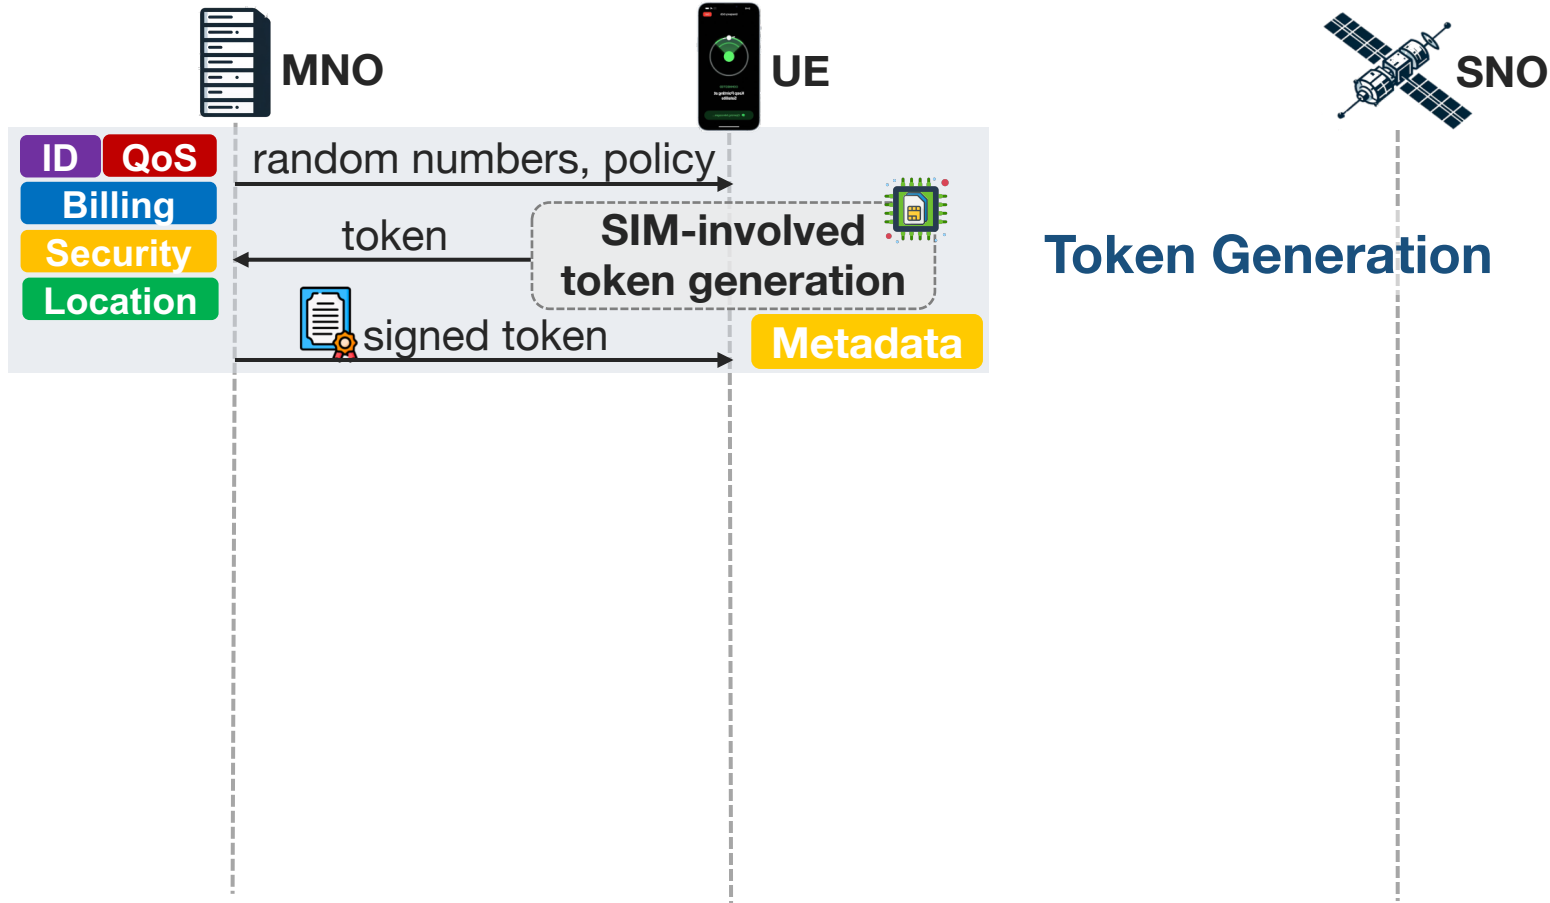 MNO
UE
SNO
ID QoS
Billing
Security
Location
random numbers, policy
token
SIM-involved
token generation
signed token
Metadata
Token Generation